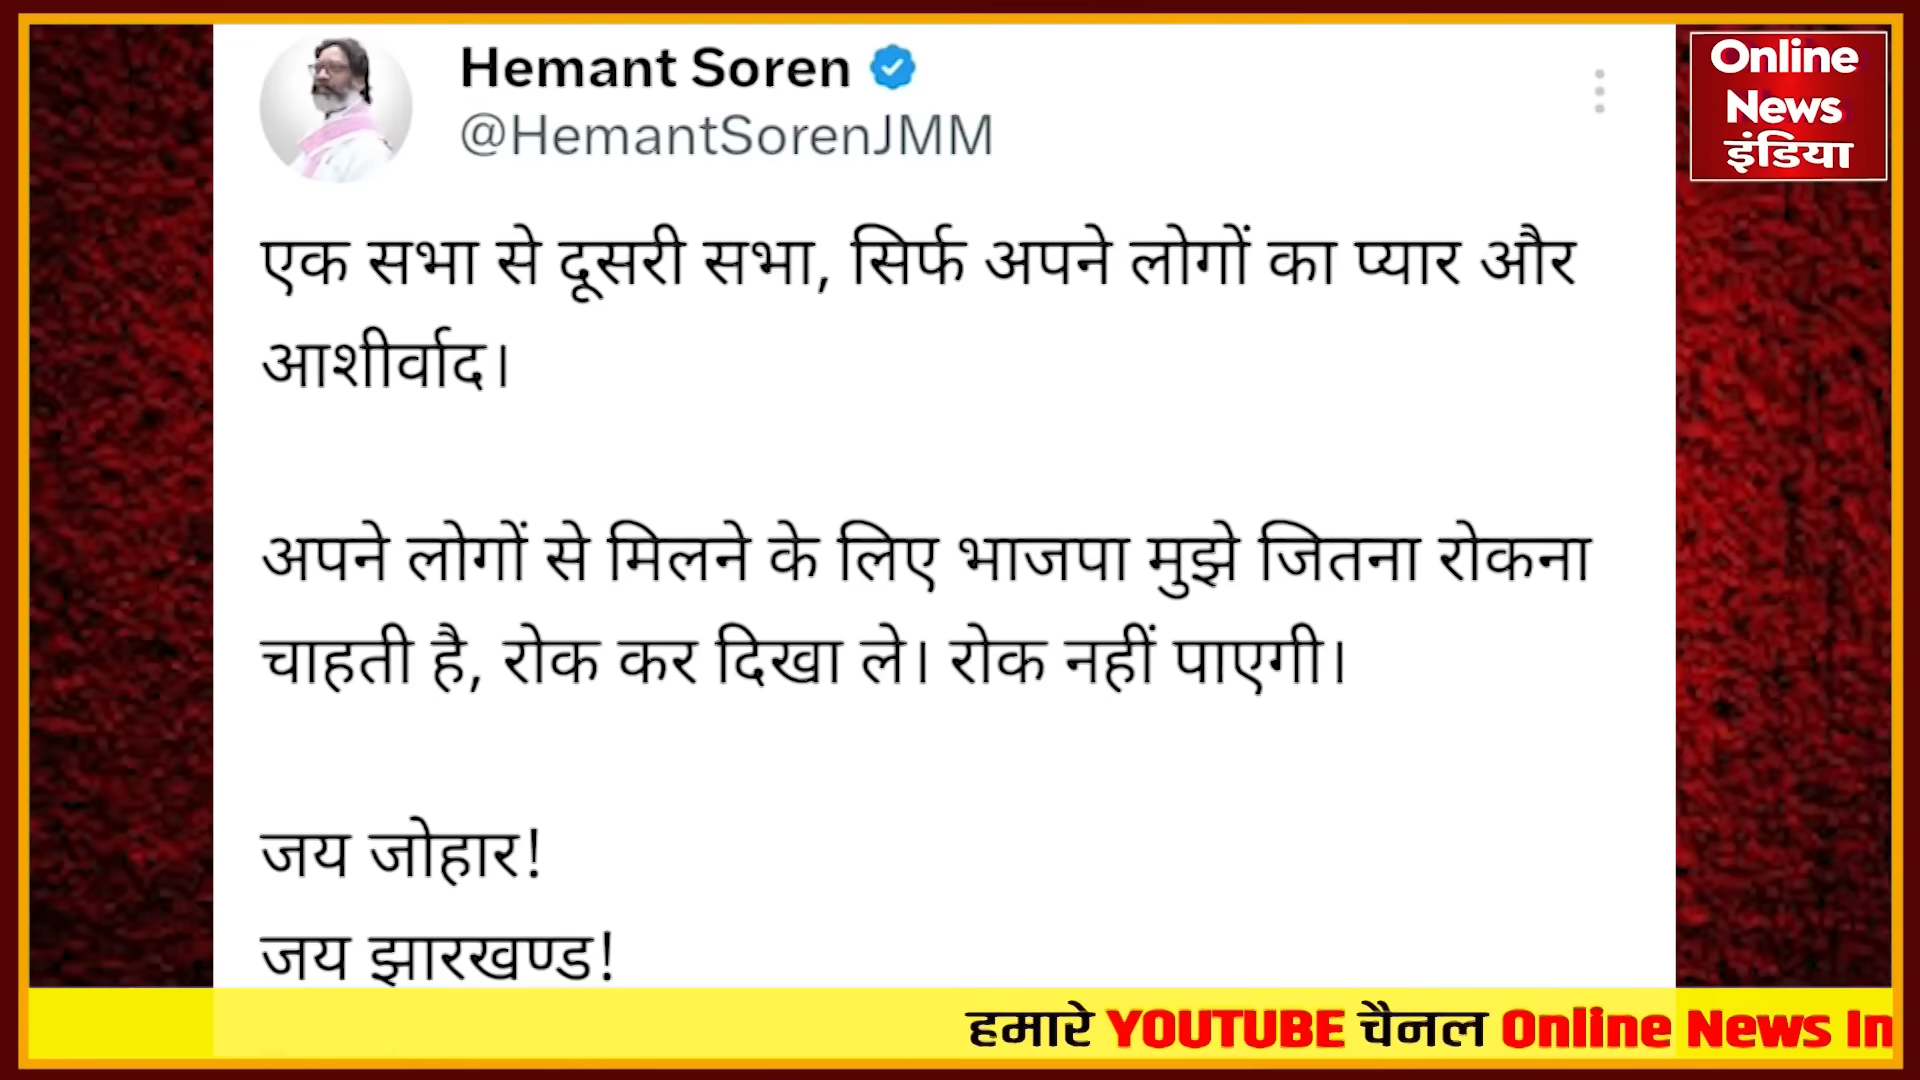 Hemant Soren
@HemantSorenJMM
एक सभा से दूसरी सभा, सिर्फ अपने लोगों का प्यार और
आशीर्वाद।
अपने लोगों से मिलने के लिए भाजपा मुझे जितना रोकना
चाहती है, रोक कर दिखा ले। रोक नहीं पाएगी।
जय जोहार!
जय झारखण्ड!
Online
News
इंडिया
हमारे YOUTUBE चैनल Online News In